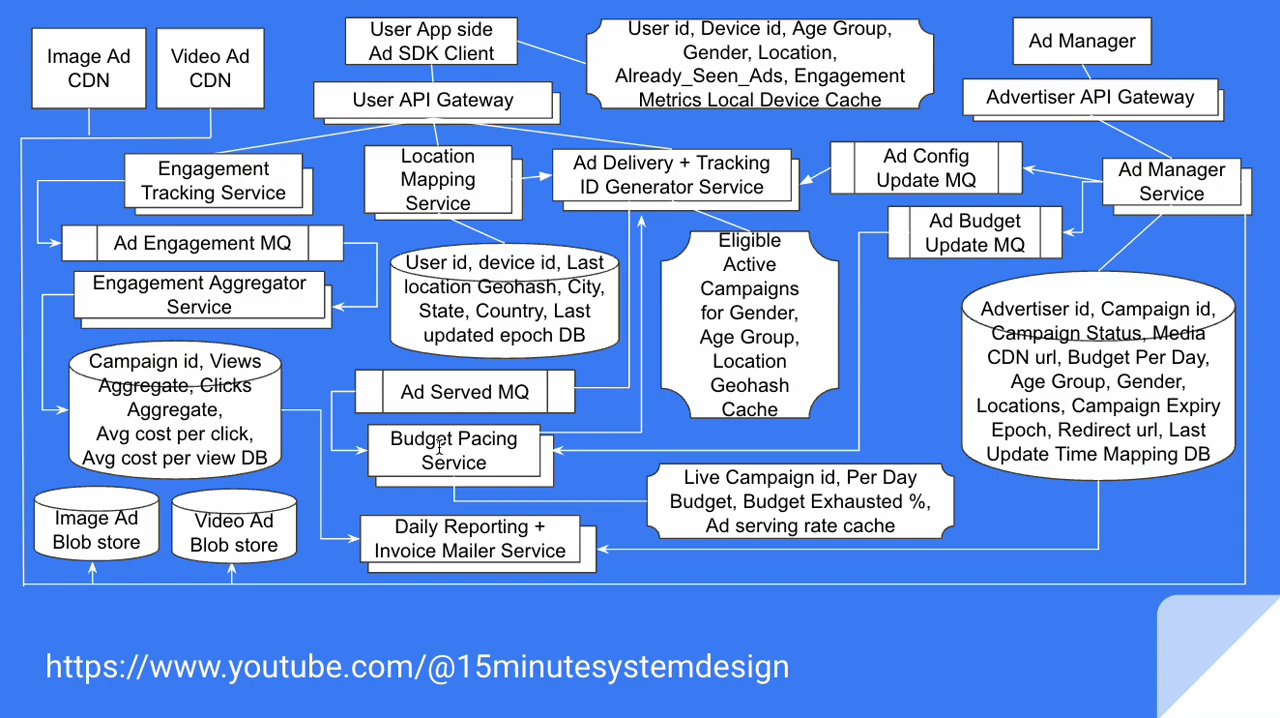 Image Ad
CDN
Video Ad
CDN
User App side
Ad SDK Client
User id, Device id, Age Group,
Gender, Location,
Already_Seen_Ads, Engagement
Metrics Local Device Cache
Ad Manager
User API Gateway
Advertiser API Gateway
Engagement
Tracking Service
Location
Mapping
Service
Ad Delivery + Tracking
ID Generator Service
Ad Config
Update MQ
Ad Manager
Service
Ad Engagement MQ
Ad Budget
Update MQ
Engagement Aggregator
Service
User id, device id, Last
location Geohash, City,
State, Country, Last
updated epoch DB
Eligible
Active
Campaigns
for Gender,
Age Group,
Location
Geohash
Cache
Advertiser id, Campaign id,
Campaign Status, Media
CDN url, Budget Per Day,
Age Group, Gender,
Locations, Campaign Expiry
Epoch, Redirect url, Last
Update Time Mapping DB
Campaign id, Views
Aggregate, Clicks
Aggregate,
Avg cost per click,
Avg cost per view DB
Ad Served MQ
Budget Pacing
Service
Live Campaign id, Per Day
Budget, Budget Exhausted %,
Ad serving rate cache
Image Ad
Blob store
Video Ad
Blob store
Daily Reporting +
Invoice Mailer Service
https://www.youtube.com/@15minutesystemdesign